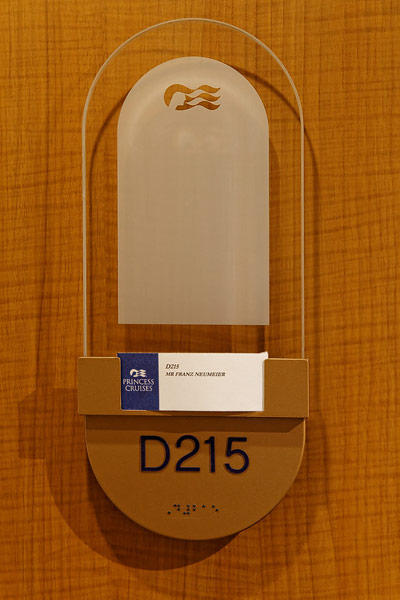 D215
MR FRANZ NEUMEIER
PRINCESS
CRUISES
D215